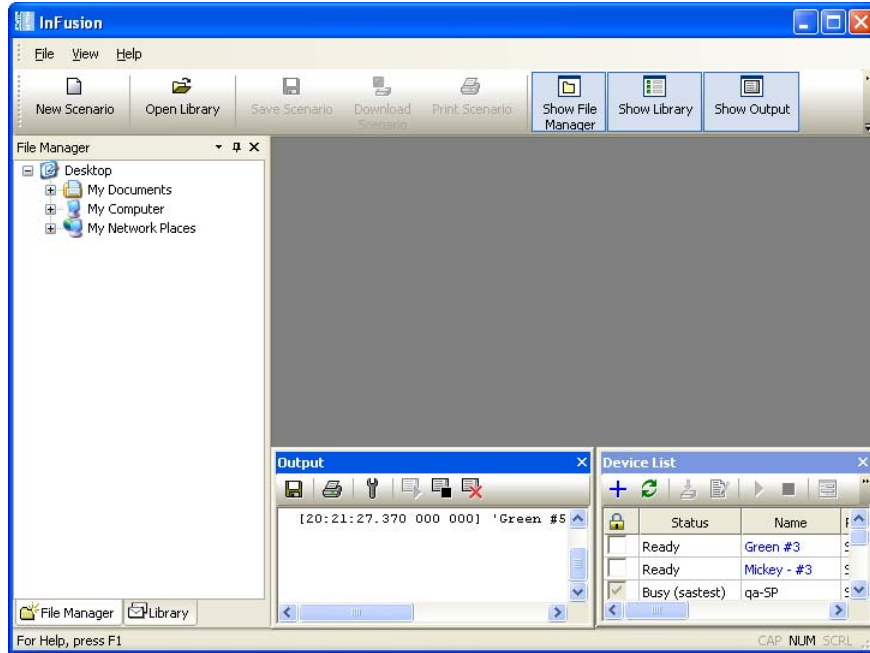 InFusion
File View Help
New Scenario Open Library Save Scenario Download Scenario Print Scenario Show File Manager Show Library Show Output
File Manager
Desktop
My Documents
My Computer
My Network Places
Output
Device List
[20:21:27.370 000 000] 'Green #5
Status Name
Ready Green #3
Ready Mickey - #3
Busy (sastest) qa-SP
File Manager Library
For Help, press F1
CAP NUM SCRL